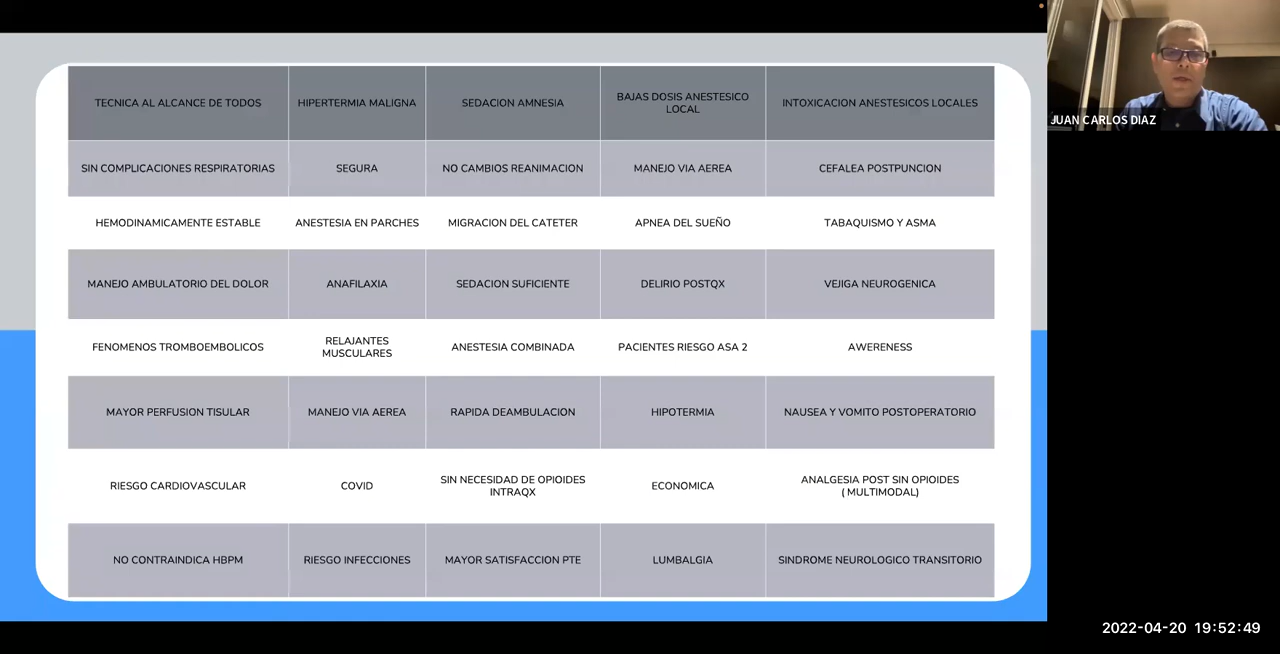 TECNICA AL ALCANCE DE TODOS
HIPERTERMIA MALIGNA
SEDACION AMNESIA
BAJAS DOSIS ANESTESICO
LOCAL
INTOXICACION ANESTESICOS LOCALES
SIN COMPLICACIONES RESPIRATORIAS
SEGURA
NO CAMBIOS REANIMACION
MANEJO VIA AEREA
CEFALEA POSTPUNCION
HEMODINAMICAMENTE ESTABLE
ANESTESIA EN PARCHES
MIGRACION DEL CATETER
APNEA DEL SUEÑO
TABAQUISMO Y ASMA
MANEJO AMBULATORIO DEL DOLOR
ANAFILAXIA
SEDACION SUFICIENTE
DELIRIO POSTQX
VEJIGA NEUROGENICA
FENOMENOS TROMBOEMBOLICOS
RELAJANTES
MUSCULARES
ANESTESIA COMBINADA
PACIENTES RIESGO ASA 2
AWERENESS
MAYOR PERFUSION TISULAR
MANEJO VIA AEREA
RAPIDA DEAMBULACION
HIPOTERMIA
NAUSEA Y VOMITO POSTOPERATORIO
RIESGO CARDIOVASCULAR
COVID
SIN NECESIDAD DE OPIOIDES
INTRAQX
ECONOMICA
ANALGESIA POST SIN OPIOIDES
( MULTIMODAL)
NO CONTRAINDICA HBPM
RIESGO INFECCIONES
MAYOR SATISFACCION PTE
LUMBALGIA
SINDROME NEUROLOGICO TRANSITORIO
JUAN CARLOS DIAZ
2022-04-20 19:52:49